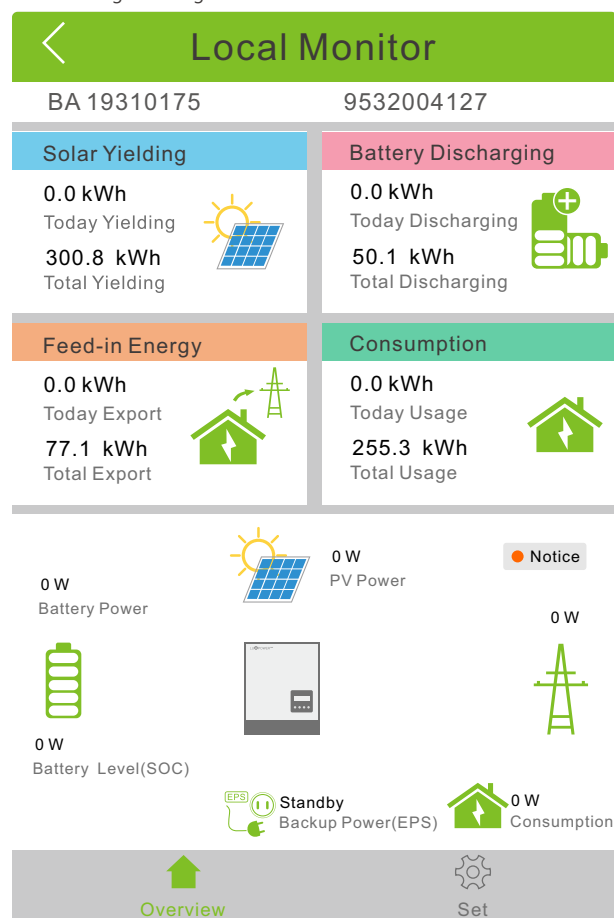 Local Monitor
BA 19310175
9532004127
Solar Yielding
0.0 kWh
Today Yielding
300.8 kWh
Total Yielding
Battery Discharging
0.0 kWh
Today Discharging
50.1 kWh
Total Discharging
Feed-in Energy
0.0 kWh
Today Export
77.1 kWh
Total Export
Consumption
0.0 kWh
Today Usage
255.3 kWh
Total Usage
0 W
PV Power
Notice
0 W
Battery Power
0 W
0 W
Battery Level(SOC)
EPS
Standby
Backup Power(EPS)
0 W
Consumption
Overview
Set